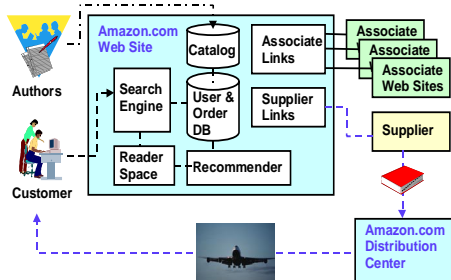 Amazon.com
Web Site
Catalog
Associate
Links
Associate
Associate
Associate
Web Sites
Authors
Search
Engine
User &
Order
DB
Supplier
Links
Supplier
Reader
Space
Recommender
Customer
Amazon.com
Distribution
Center